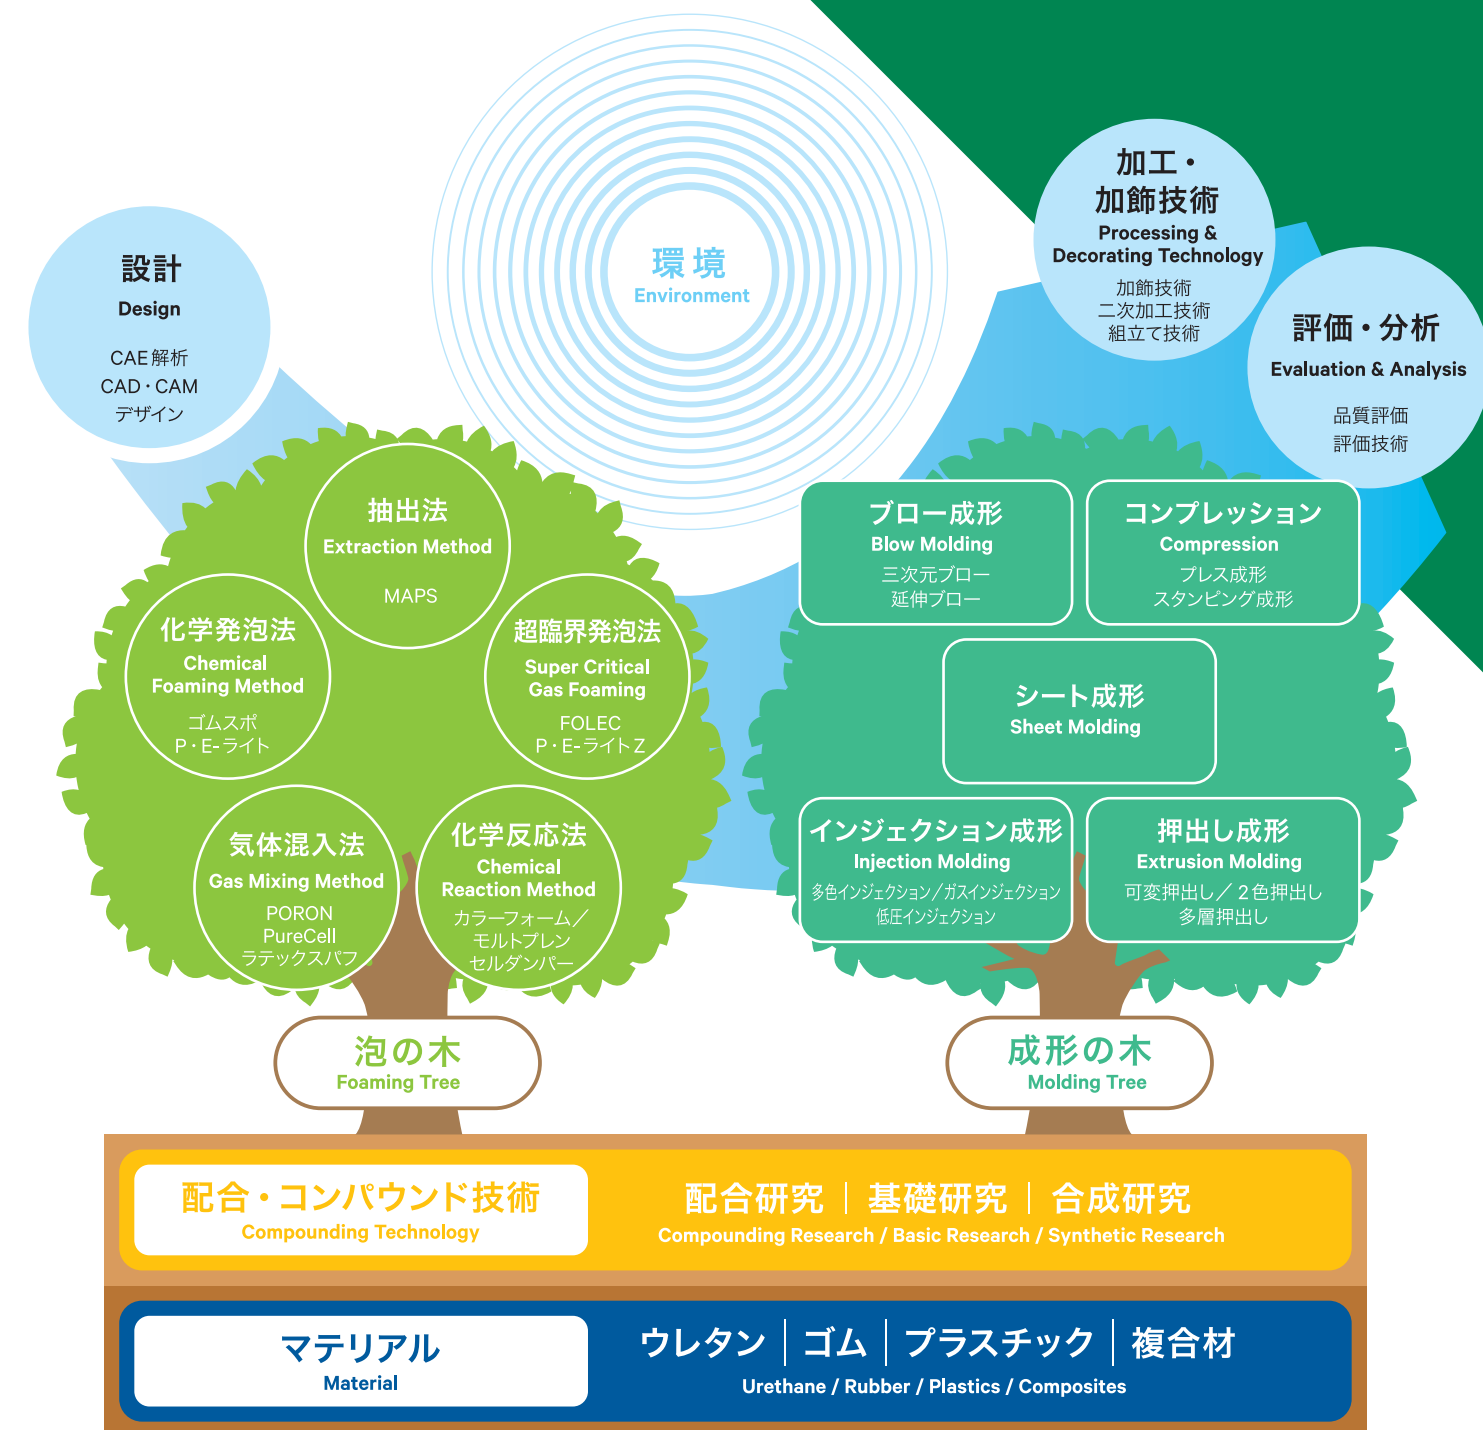 環境
Environment
設計
Design
CAE解析
CAD・CAM
デザイン
加工・
加飾技術
Processing &
Decorating Technology
加飾技術
二次加工技術
組立て技術
評価・分析
Evaluation & Analysis
品質評価
評価技術
抽出法
Extraction Method
MAPS
化学発泡法
Chemical
Foaming Method
ゴムスポ
P・E-ライト
超臨界発泡法
Super Critical
Gas Foaming
FOLEC
P・E-ライトZ
気体混入法
Gas Mixing Method
PORON
PureCell
ラテックスパフ
化学反応法
Chemical
Reaction Method
カラーフォーム／
モルトプレン
セルダンパー
泡の木
Foaming Tree
ブロー成形
Blow Molding
三次元ブロー
延伸ブロー
コンプレッション
Compression
プレス成形
スタンピング成形
シート成形
Sheet Molding
インジェクション成形
Injection Molding
多色インジェクション／ガスインジェクション
低圧インジェクション
押出し成形
Extrusion Molding
可変押出し／2色押出し
多層押出し
成形の木
Molding Tree
配合・コンパウンド技術
Compounding Technology
配合研究｜基礎研究｜合成研究
Compounding Research / Basic Research / Synthetic Research
マテリアル
Material
ウレタン｜ゴム｜プラスチック｜複合材
Urethane / Rubber / Plastics / Composites